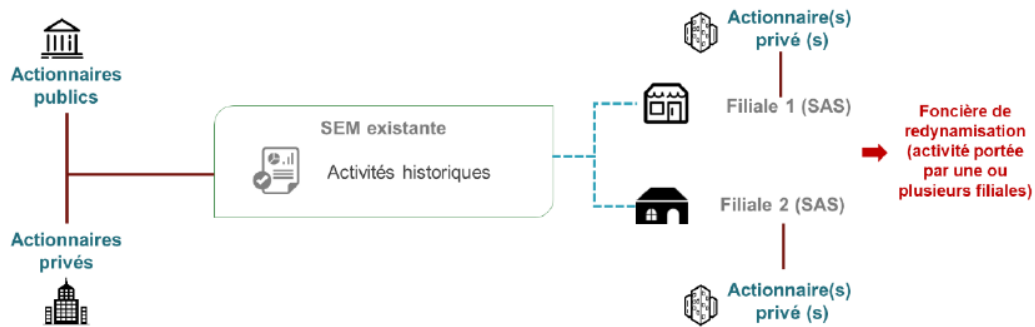 Actionnaires
publics
Actionnaires
privés
SEM existante
Activités historiques
Actionnaire(s)
privé (s)
Filiale 1 (SAS)
Filiale 2 (SAS)
Actionnaire(s)
privé (s)
Foncière de
redynamisation
(activité portée
par une ou
plusieurs filiales)